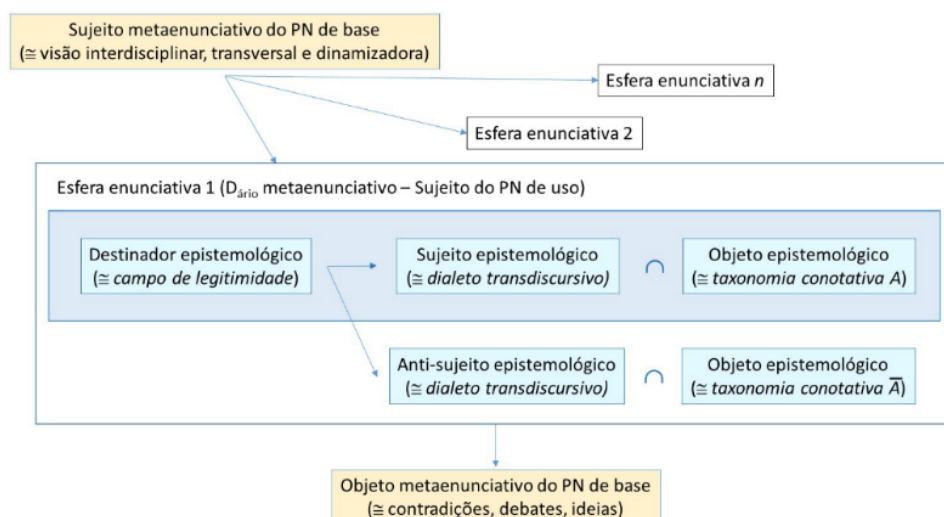 Sujeito metaenunciativo do PN de base
(≅ visão interdisciplinar, transversal e dinamizadora)
Esfera enunciativa n
Esfera enunciativa 2
Esfera enunciativa 1 (Dário metaenunciativo – Sujeito do PN de uso)
Destinador epistemológico
(≅ campo de legitimidade)
Sujeito epistemológico
(≅ dialeto transdiscursivo)
∩
Objeto epistemológico
(≅ taxonomia conotativa A)
Anti-sujeito epistemológico
(≅ dialeto transdiscursivo)
∩
Objeto epistemológico
(≅ taxonomia conotativa A̅)
Objeto metaenunciativo do PN de base
(≅ contradições, debates, ideias)